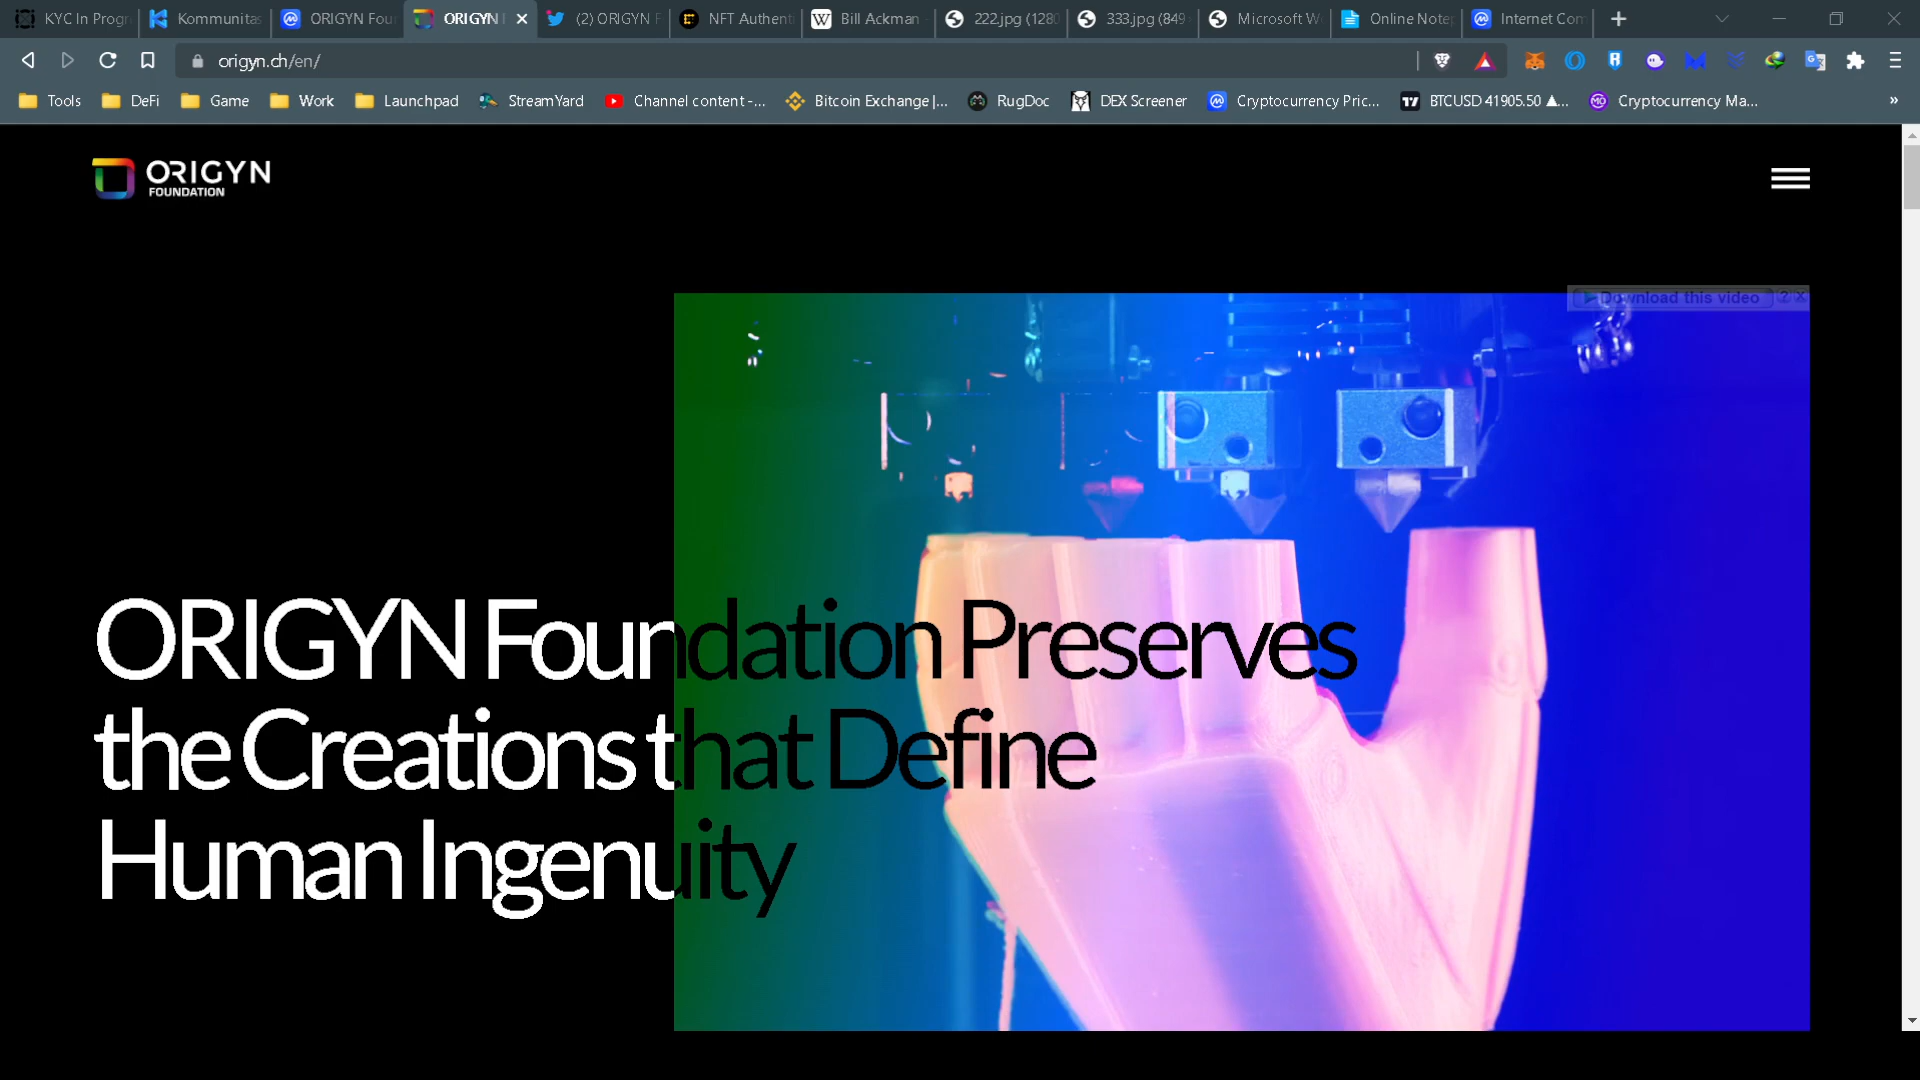 KYC In Progr
Kommunitas
ORIGYN Foun
ORIGYN
(2) ORIGYN F
NFT Authent
Bill Ackman
222.jpg (1280
333.jpg (849
Microsoft W
Online Note
Internet Com
origyn.ch/en/
Tools
DeFi
Game
Work
Launchpad
StreamYard
Channel content -...
Bitcoin Exchange |...
RugDoc
DEX Screener
Cryptocurrency Pric...
BTCUSD 41905.50 ▲...
Cryptocurrency Ma...
»
ORIGYN
FOUNDATION
Download this video
ORIGYN Foundation Preserves
the Creations that Define
Human Ingenuity